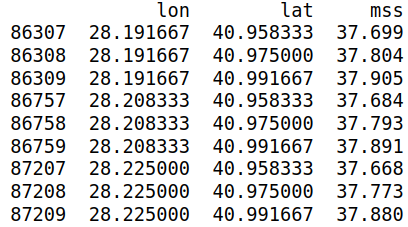 lon lat mss
86307 28.191667 40.958333 37.699
86308 28.191667 40.975000 37.804
86309 28.191667 40.991667 37.905
86757 28.208333 40.958333 37.684
86758 28.208333 40.975000 37.793
86759 28.208333 40.991667 37.891
87207 28.225000 40.958333 37.668
87208 28.225000 40.975000 37.773
87209 28.225000 40.991667 37.880